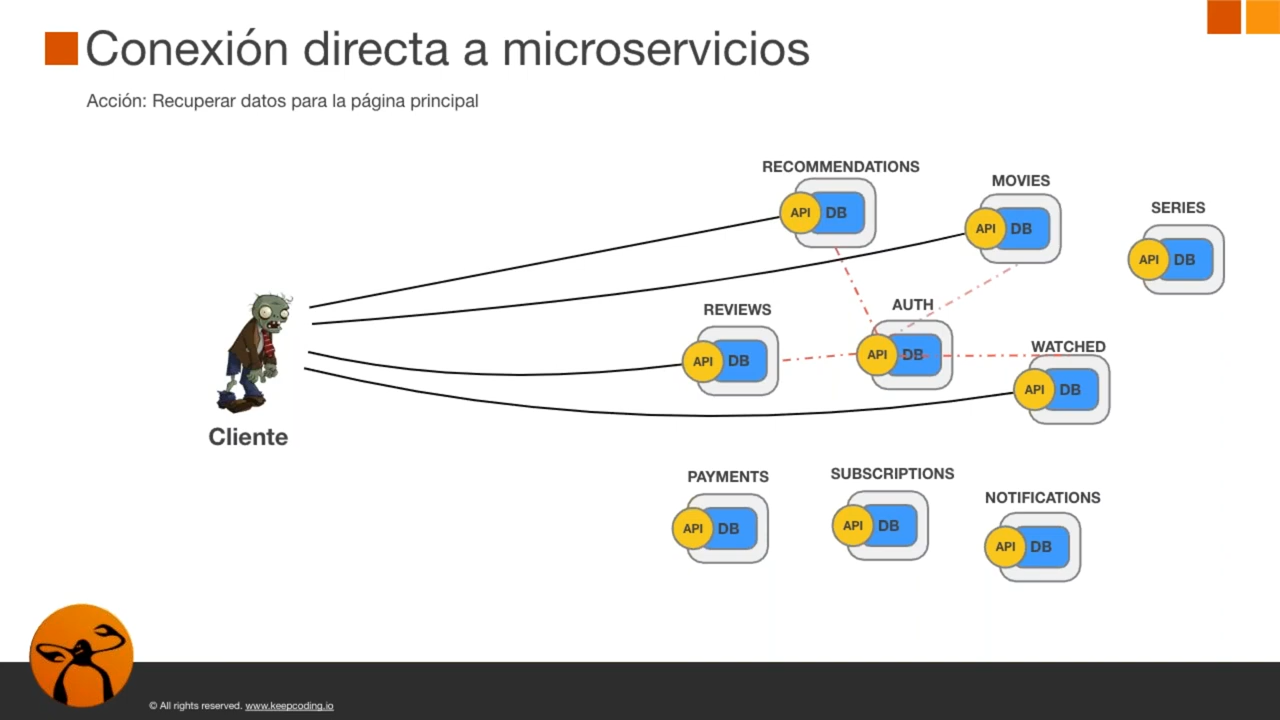 Conexión directa a microservicios
Acción: Recuperar datos para la página principal
RECOMMENDATIONS
API DB
MOVIES
API DB
SERIES
API DB
REVIEWS
API DB
AUTH
API DB
WATCHED
API DB
Cliente
PAYMENTS
API DB
SUBSCRIPTIONS
API DB
NOTIFICATIONS
API DB
© All rights reserved. www.keepcoding.io